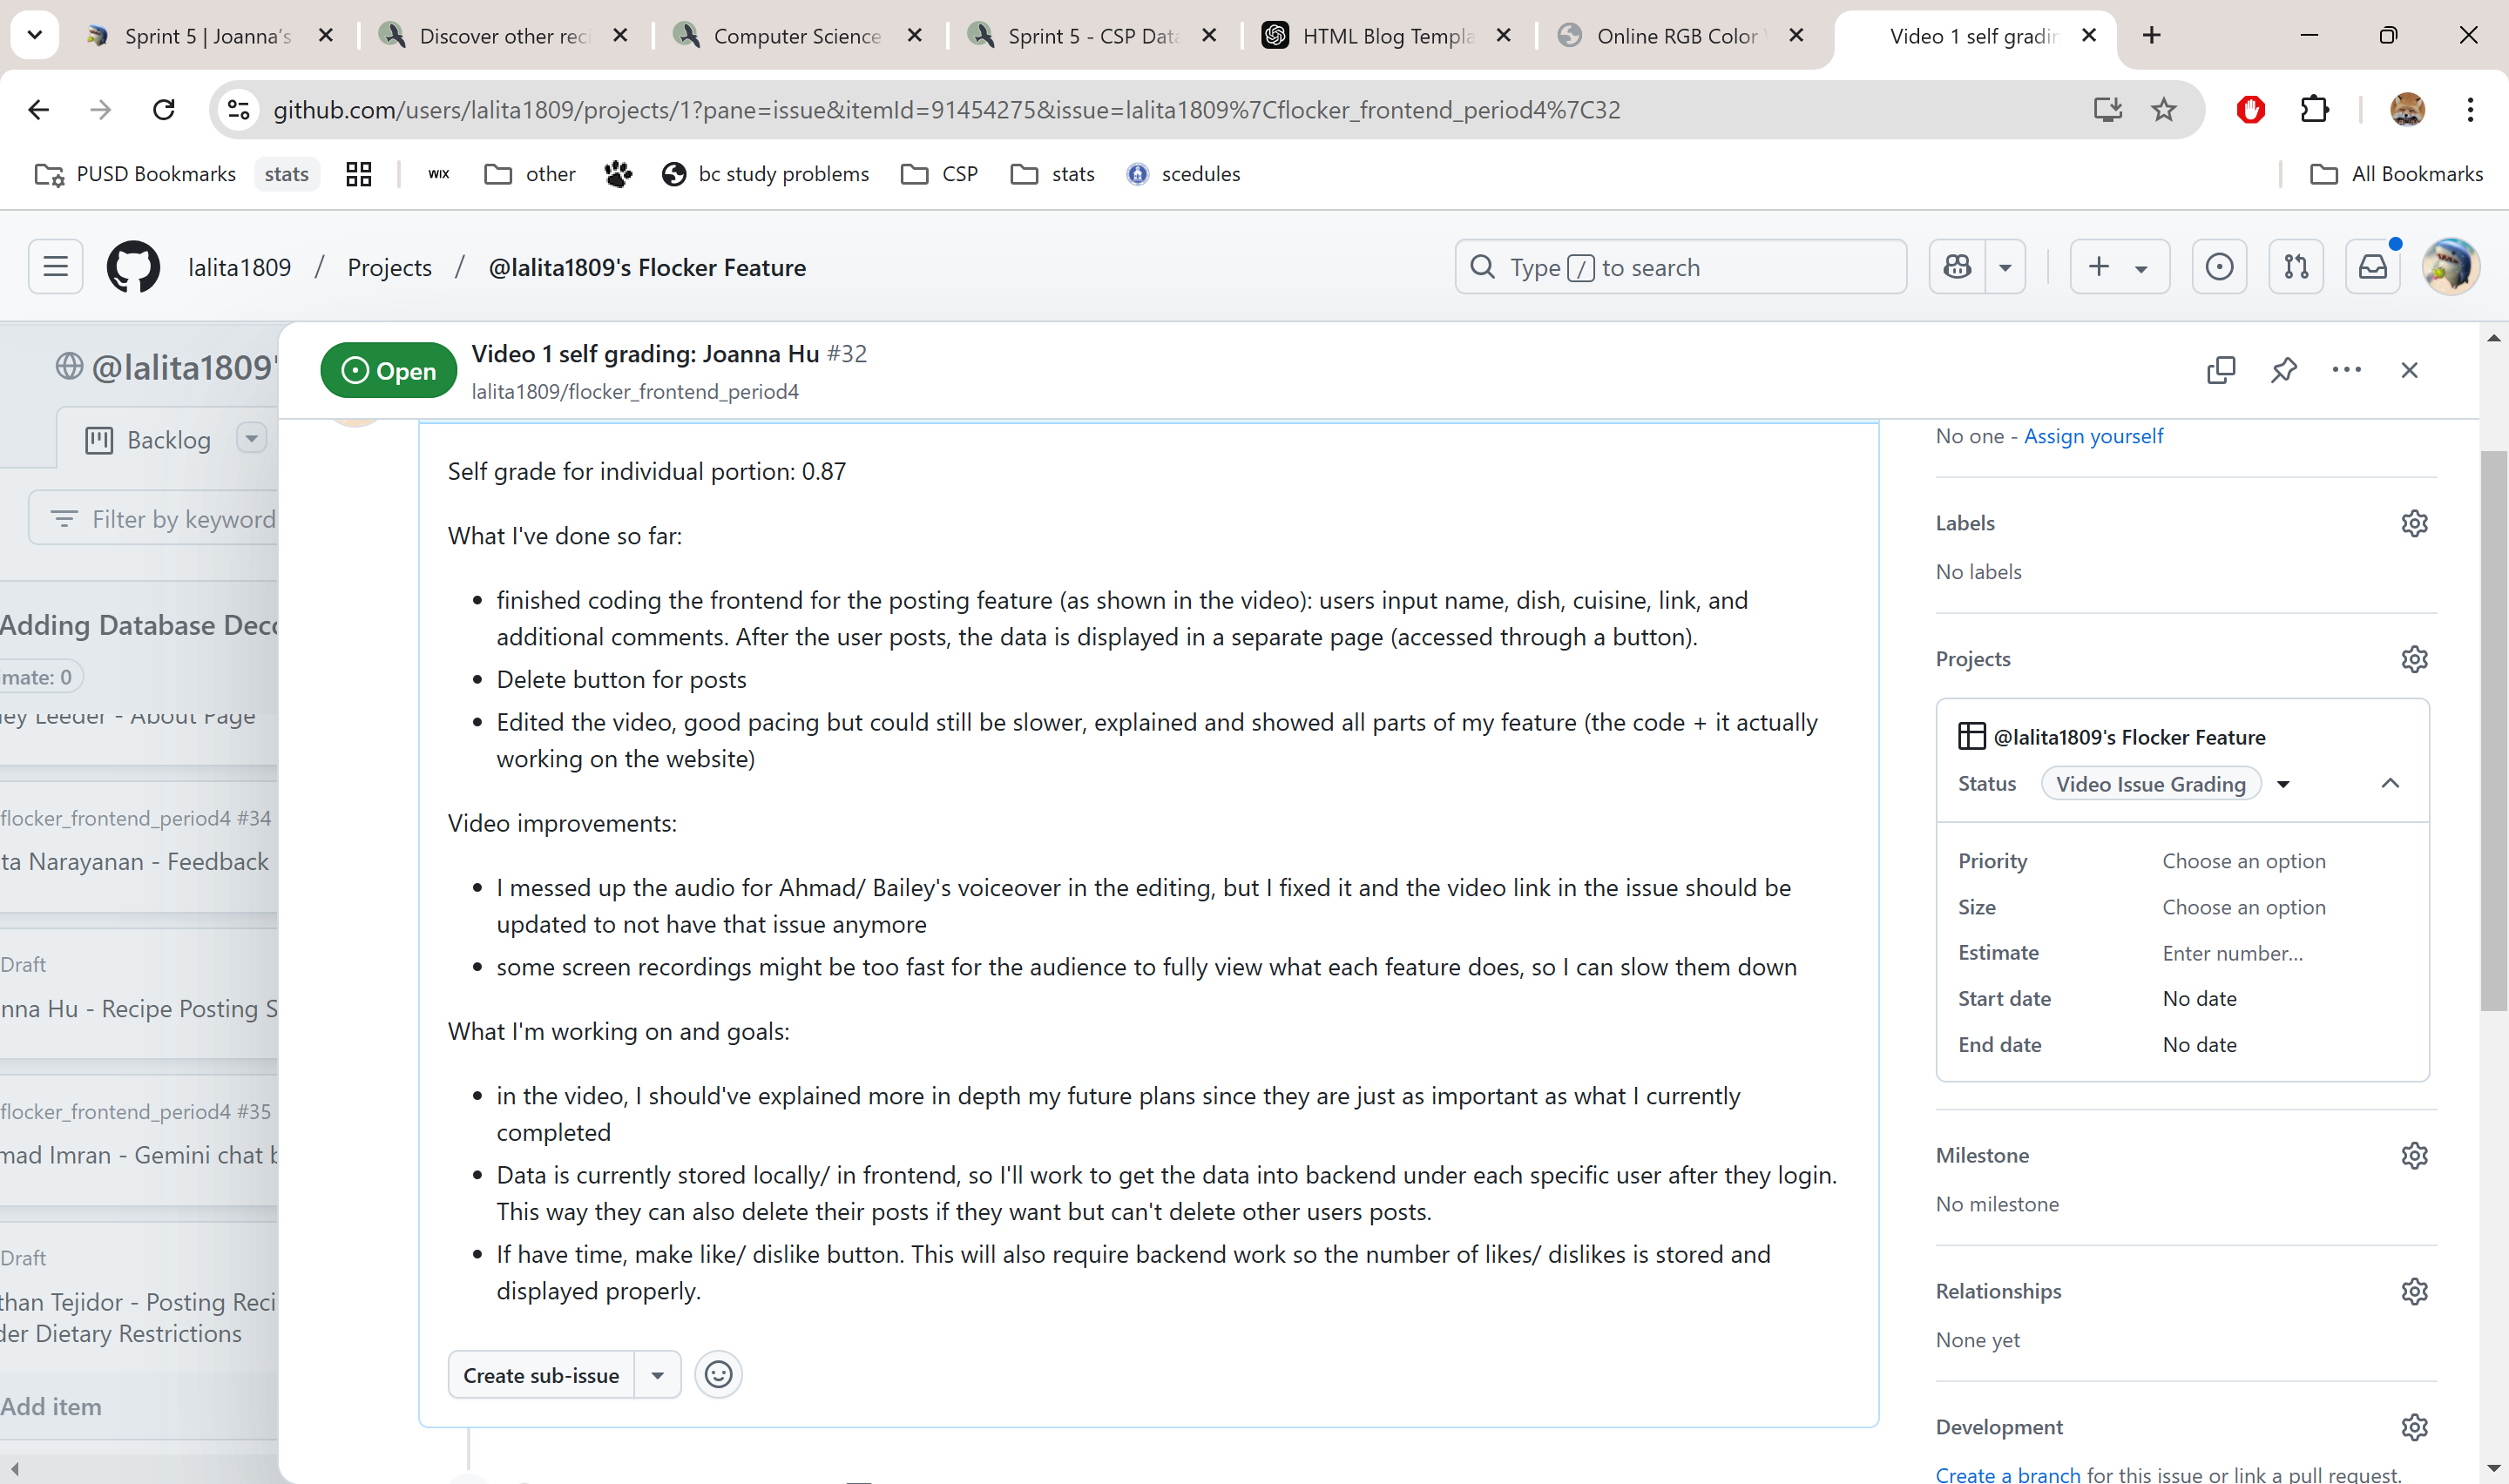 Sprint 5 | Joanna's
Discover other reci
Computer Science
Sprint 5 - CSP Data
HTML Blog Templa
Online RGB Color
Video 1 self gradin
github.com/users/lalita1809/projects/1?pane=issue&itemId=91454275&issue=lalita1809%7Cflocker_frontend_period4%7C32
PUSD Bookmarks
stats
WIX
other
bc study problems
CSP
stats
scedules
All Bookmarks
lalita1809 / Projects / @lalita1809's Flocker Feature
Type / to search
@lalita1809'
Backlog
Filter by keyword
Adding Database Deco
imate: 0
ley Leeder - About Page
flocker_frontend_period4 #34
ta Narayanan - Feedback
Draft
nna Hu - Recipe Posting S
flocker_frontend_period4 #35
mad Imran - Gemini chat b
Draft
than Tejidor - Posting Reci
der Dietary Restrictions
Add item
Open
Video 1 self grading: Joanna Hu #32
lalita1809/flocker_frontend_period4
Self grade for individual portion: 0.87
What I've done so far:
• finished coding the frontend for the posting feature (as shown in the video): users input name, dish, cuisine, link, and
additional comments. After the user posts, the data is displayed in a separate page (accessed through a button).
• Delete button for posts
• Edited the video, good pacing but could still be slower, explained and showed all parts of my feature (the code + it actually
working on the website)
Video improvements:
• I messed up the audio for Ahmad/ Bailey's voiceover in the editing, but I fixed it and the video link in the issue should be
updated to not have that issue anymore
• some screen recordings might be too fast for the audience to fully view what each feature does, so I can slow them down
What I'm working on and goals:
• in the video, I should've explained more in depth my future plans since they are just as important as what I currently
completed
• Data is currently stored locally/ in frontend, so I'll work to get the data into backend under each specific user after they login.
This way they can also delete their posts if they want but can't delete other users posts.
• If have time, make like/ dislike button. This will also require backend work so the number of likes/ dislikes is stored and
displayed properly.
Create sub-issue
No one - Assign yourself
Labels
No labels
Projects
@lalita1809's Flocker Feature
Status Video Issue Grading
Priority Choose an option
Size Choose an option
Estimate Enter number...
Start date No date
End date No date
Milestone
No milestone
Relationships
None yet
Development
Create a branch for this issue or link a pull request.